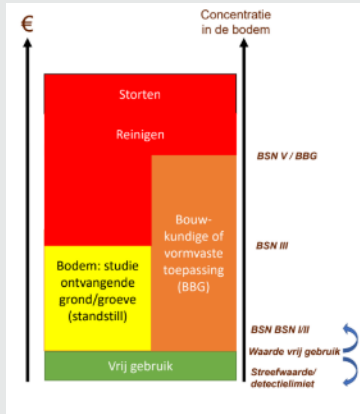 €
Concentratie
in de bodem
Storten
Reinigen
BSN V / BBG
Bouw-
kundige of
vormvaste
toepassing
(BBG)
BSN III
Bodem: studie
ontvangende
grond/groeve
(standstill)
BSN BSN I/II
Waarde vrij gebruik
Vrij gebruik
Streefwaarde/
detectielimiet